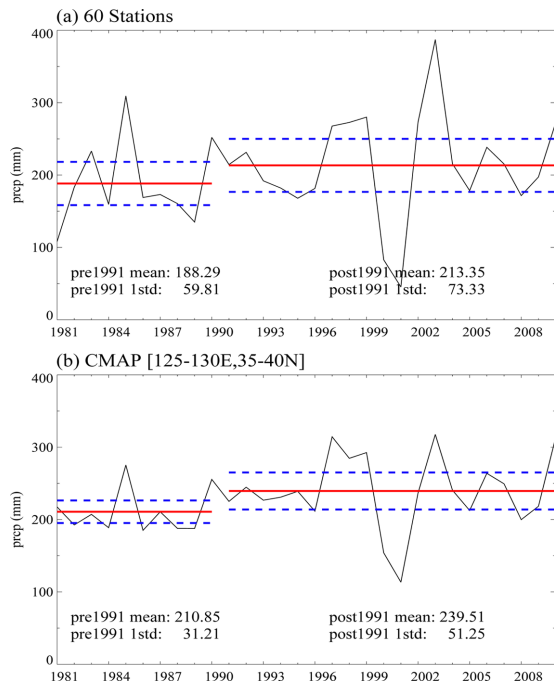 (a) 60 Stations
400
300
200
100
0
prcp (mm)
pre1991 mean: 188.29
pre1991 1std: 59.81
post1991 mean: 213.35
post1991 1std: 73.33
1981 1984 1987 1990 1993 1996 1999 2002 2005 2008
(b) CMAP [125-130E,35-40N]
400
300
200
100
0
prcp (mm)
pre1991 mean: 210.85
pre1991 1std: 31.21
post1991 mean: 239.51
post1991 1std: 51.25
1981 1984 1987 1990 1993 1996 1999 2002 2005 2008